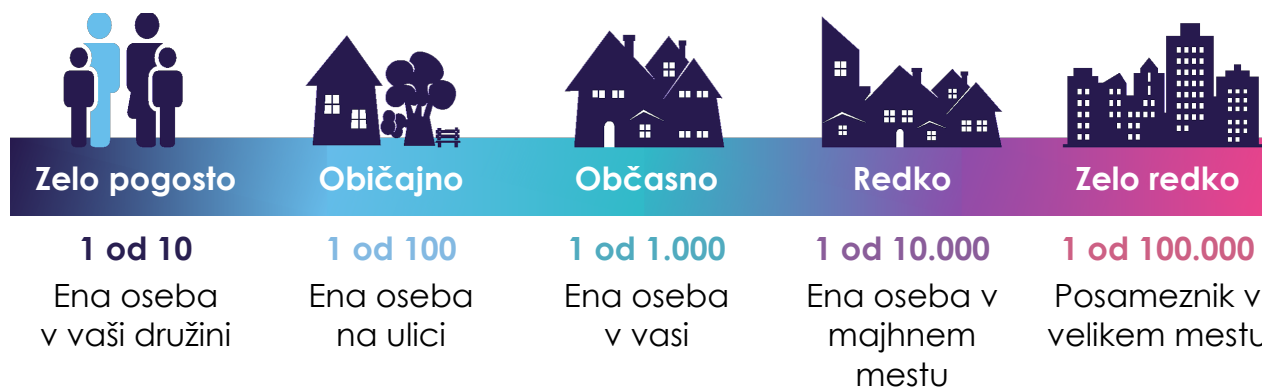 Zelo pogosto
Običajno
Občasno
Redko
Zelo redko
1 od 10
1 od 100
1 od 1.000
1 od 10.000
1 od 100.000
Ena oseba
v vaši družini
Ena oseba
na ulici
Ena oseba
v vasi
Ena oseba v
majhnem
mestu
Posameznik v
velikem mestu